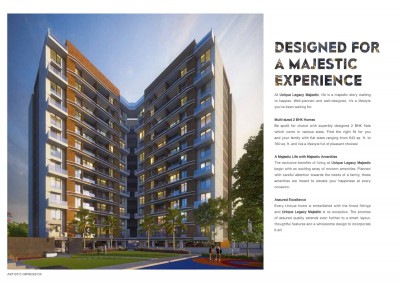 DESIGNED FOR
A MAJESTIC
EXPERIENCE
At Unique Legacy Majestic, life is a majestic story waiting
to happen. Well-planned and well-designed, it's a lifestyle
you've been waiting for.
Multi-sized 2 BHK Homes
Be spoilt for choice with superbly designed 2 BHK flats
which come in various sizes. Find the right fit for you
and your family with flat sizes ranging from 643 sq. ft. to
780 sq. ft. and live a lifestyle full of pleasant choices!
A Majestic Life with Majestic Amenities
The exclusive benefits of living at Unique Legacy Majestic
begin with an exciting array of modern amenities. Planned
with careful attention towards the needs of a family, these
amenities are meant to elevate your happiness at every
occasion.
Assured Excellence
Every Unique home is embellished with the finest fittings
and Unique Legacy Majestic is no exception. The promise
of assured quality extends even further to a smart layout,
thoughtful features and a wholesome design to incorporate
it all!
ARTIST'S IMPRESSION